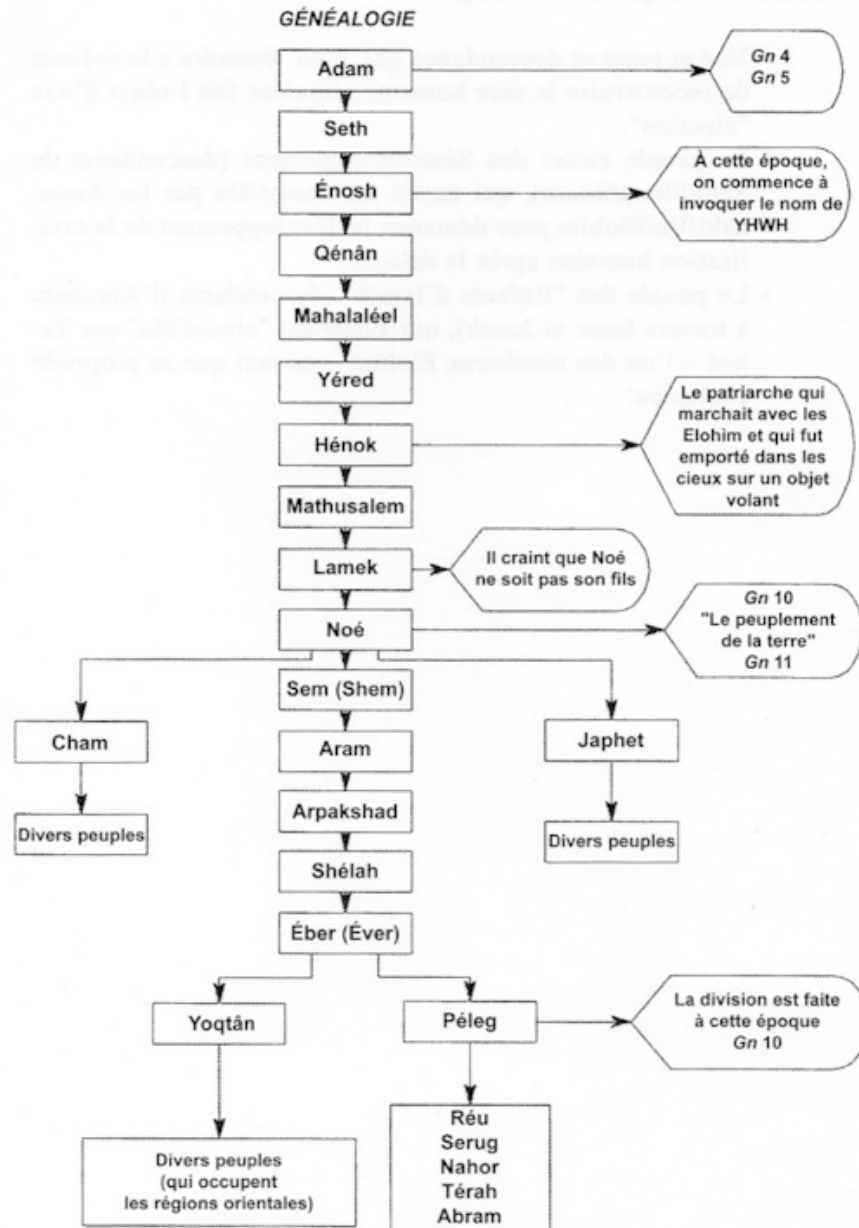 GÉNÉALOGIE
Adam
Gn 4
Gn 5
Seth
Énosh
À cette époque,
on commence à
invoquer le nom de
YHWH
Qénân
Mahalaléel
Yéred
Hénok
Le patriarche qui
marchait avec les
Elohim et qui fut
emporté dans les
cieux sur un objet
volant
Mathusalem
Lamek
Il craint que Noé
ne soit pas son fils
Noé
Gn 10
"Le peuplement
de la terre"
Gn 11
Sem (Shem)
Cham
Japhet
Aram
Divers peuples
Arpakshad
Divers peuples
Shélah
Éber (Éver)
Yoqtân
Péleg
La division est faite
à cette époque
Gn 10
Divers peuples
(qui occupent
les régions orientales)
Réu
Serug
Nahor
Térah
Abram